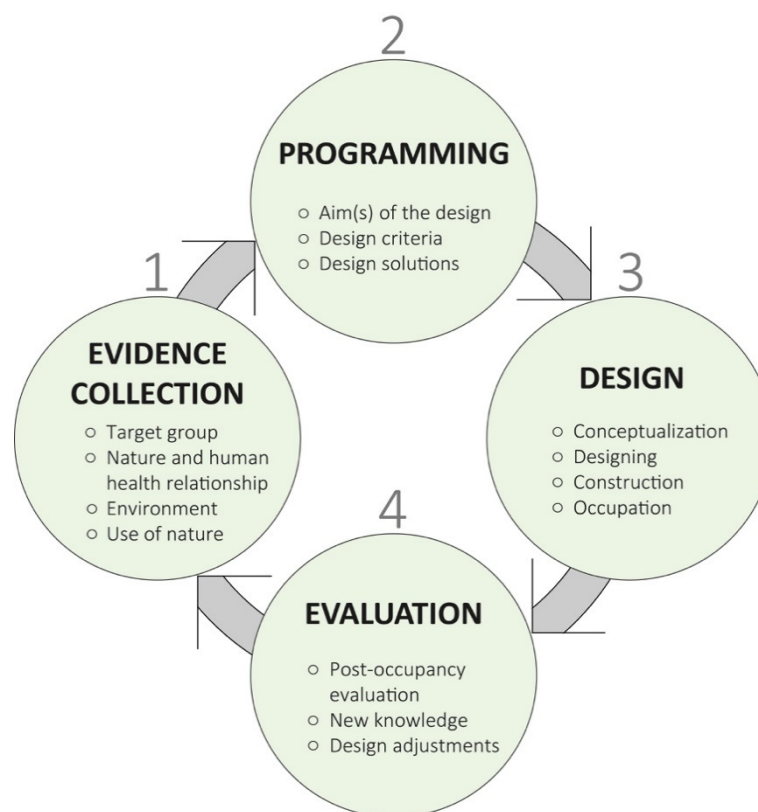 1
EVIDENCE
COLLECTION
○ Target group
○ Nature and human
health relationship
○ Environment
○ Use of nature
2
PROGRAMMING
○ Aim(s) of the design
○ Design criteria
○ Design solutions
3
DESIGN
○ Conceptualization
○ Designing
○ Construction
○ Occupation
4
EVALUATION
○ Post-occupancy
evaluation
○ New knowledge
○ Design adjustments